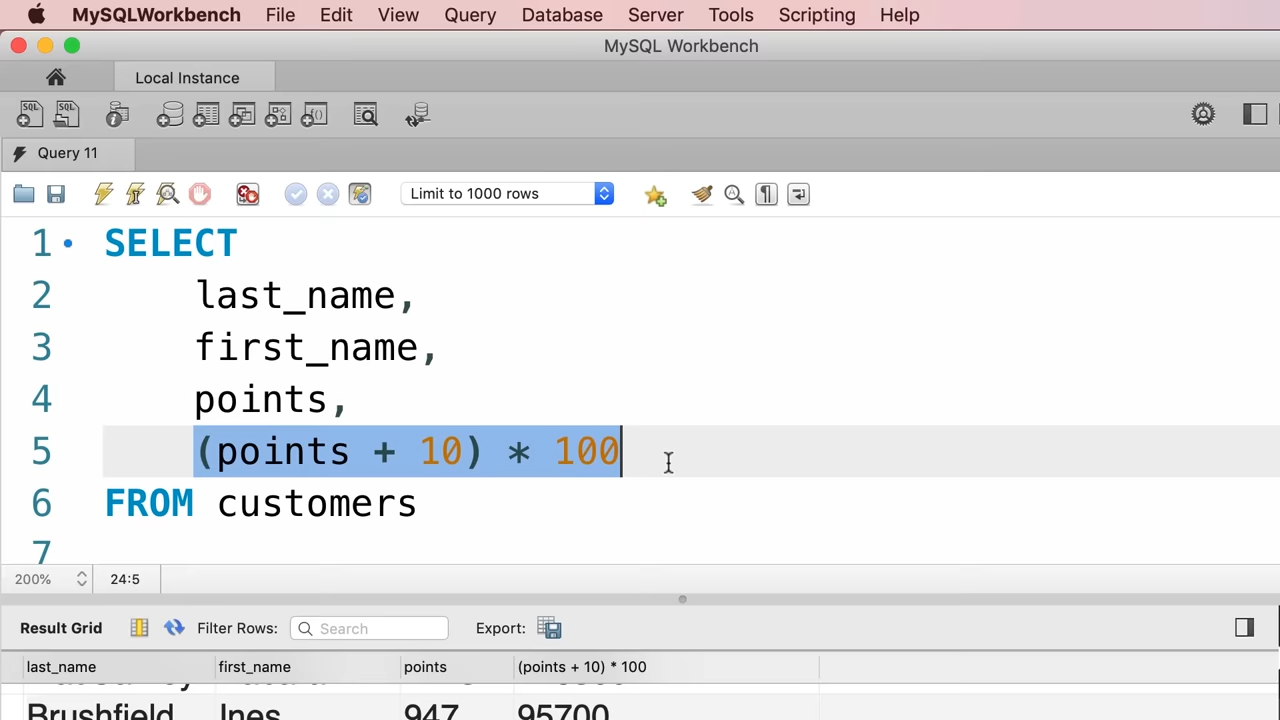 MySQLWorkbench File Edit View Query Database Server Tools Scripting Help
MySQL Workbench
Local Instance
SQL SQL
Query 11
Limit to 1000 rows
1 SELECT
2 last_name,
3 first_name,
4 points,
5 (points + 10) * 100
6 FROM customers
7
200% 24:5
Result Grid Filter Rows: Search Export:
last_name first_name points (points + 10) * 100
Brushfield Ines 947 95700